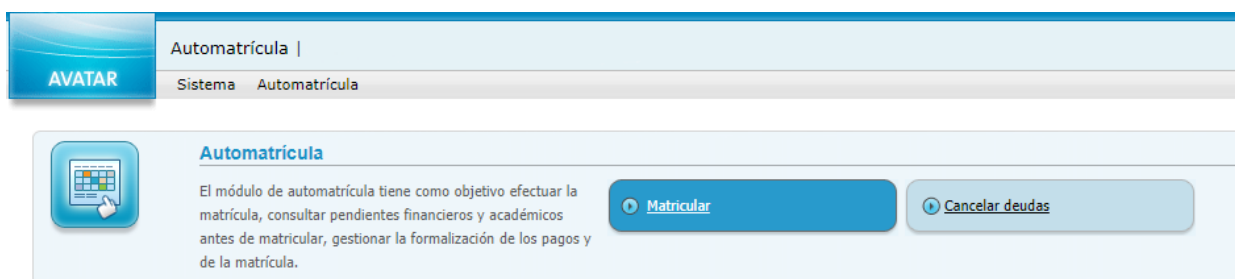 Automatrícula |
AVATAR
Sistema Automatrícula
Automatrícula
El módulo de automatrícula tiene como objetivo efectuar la
matrícula, consultar pendientes financieros y académicos
antes de matricular, gestionar la formalización de los pagos y
de la matrícula.
Matricular
Cancelar deudas